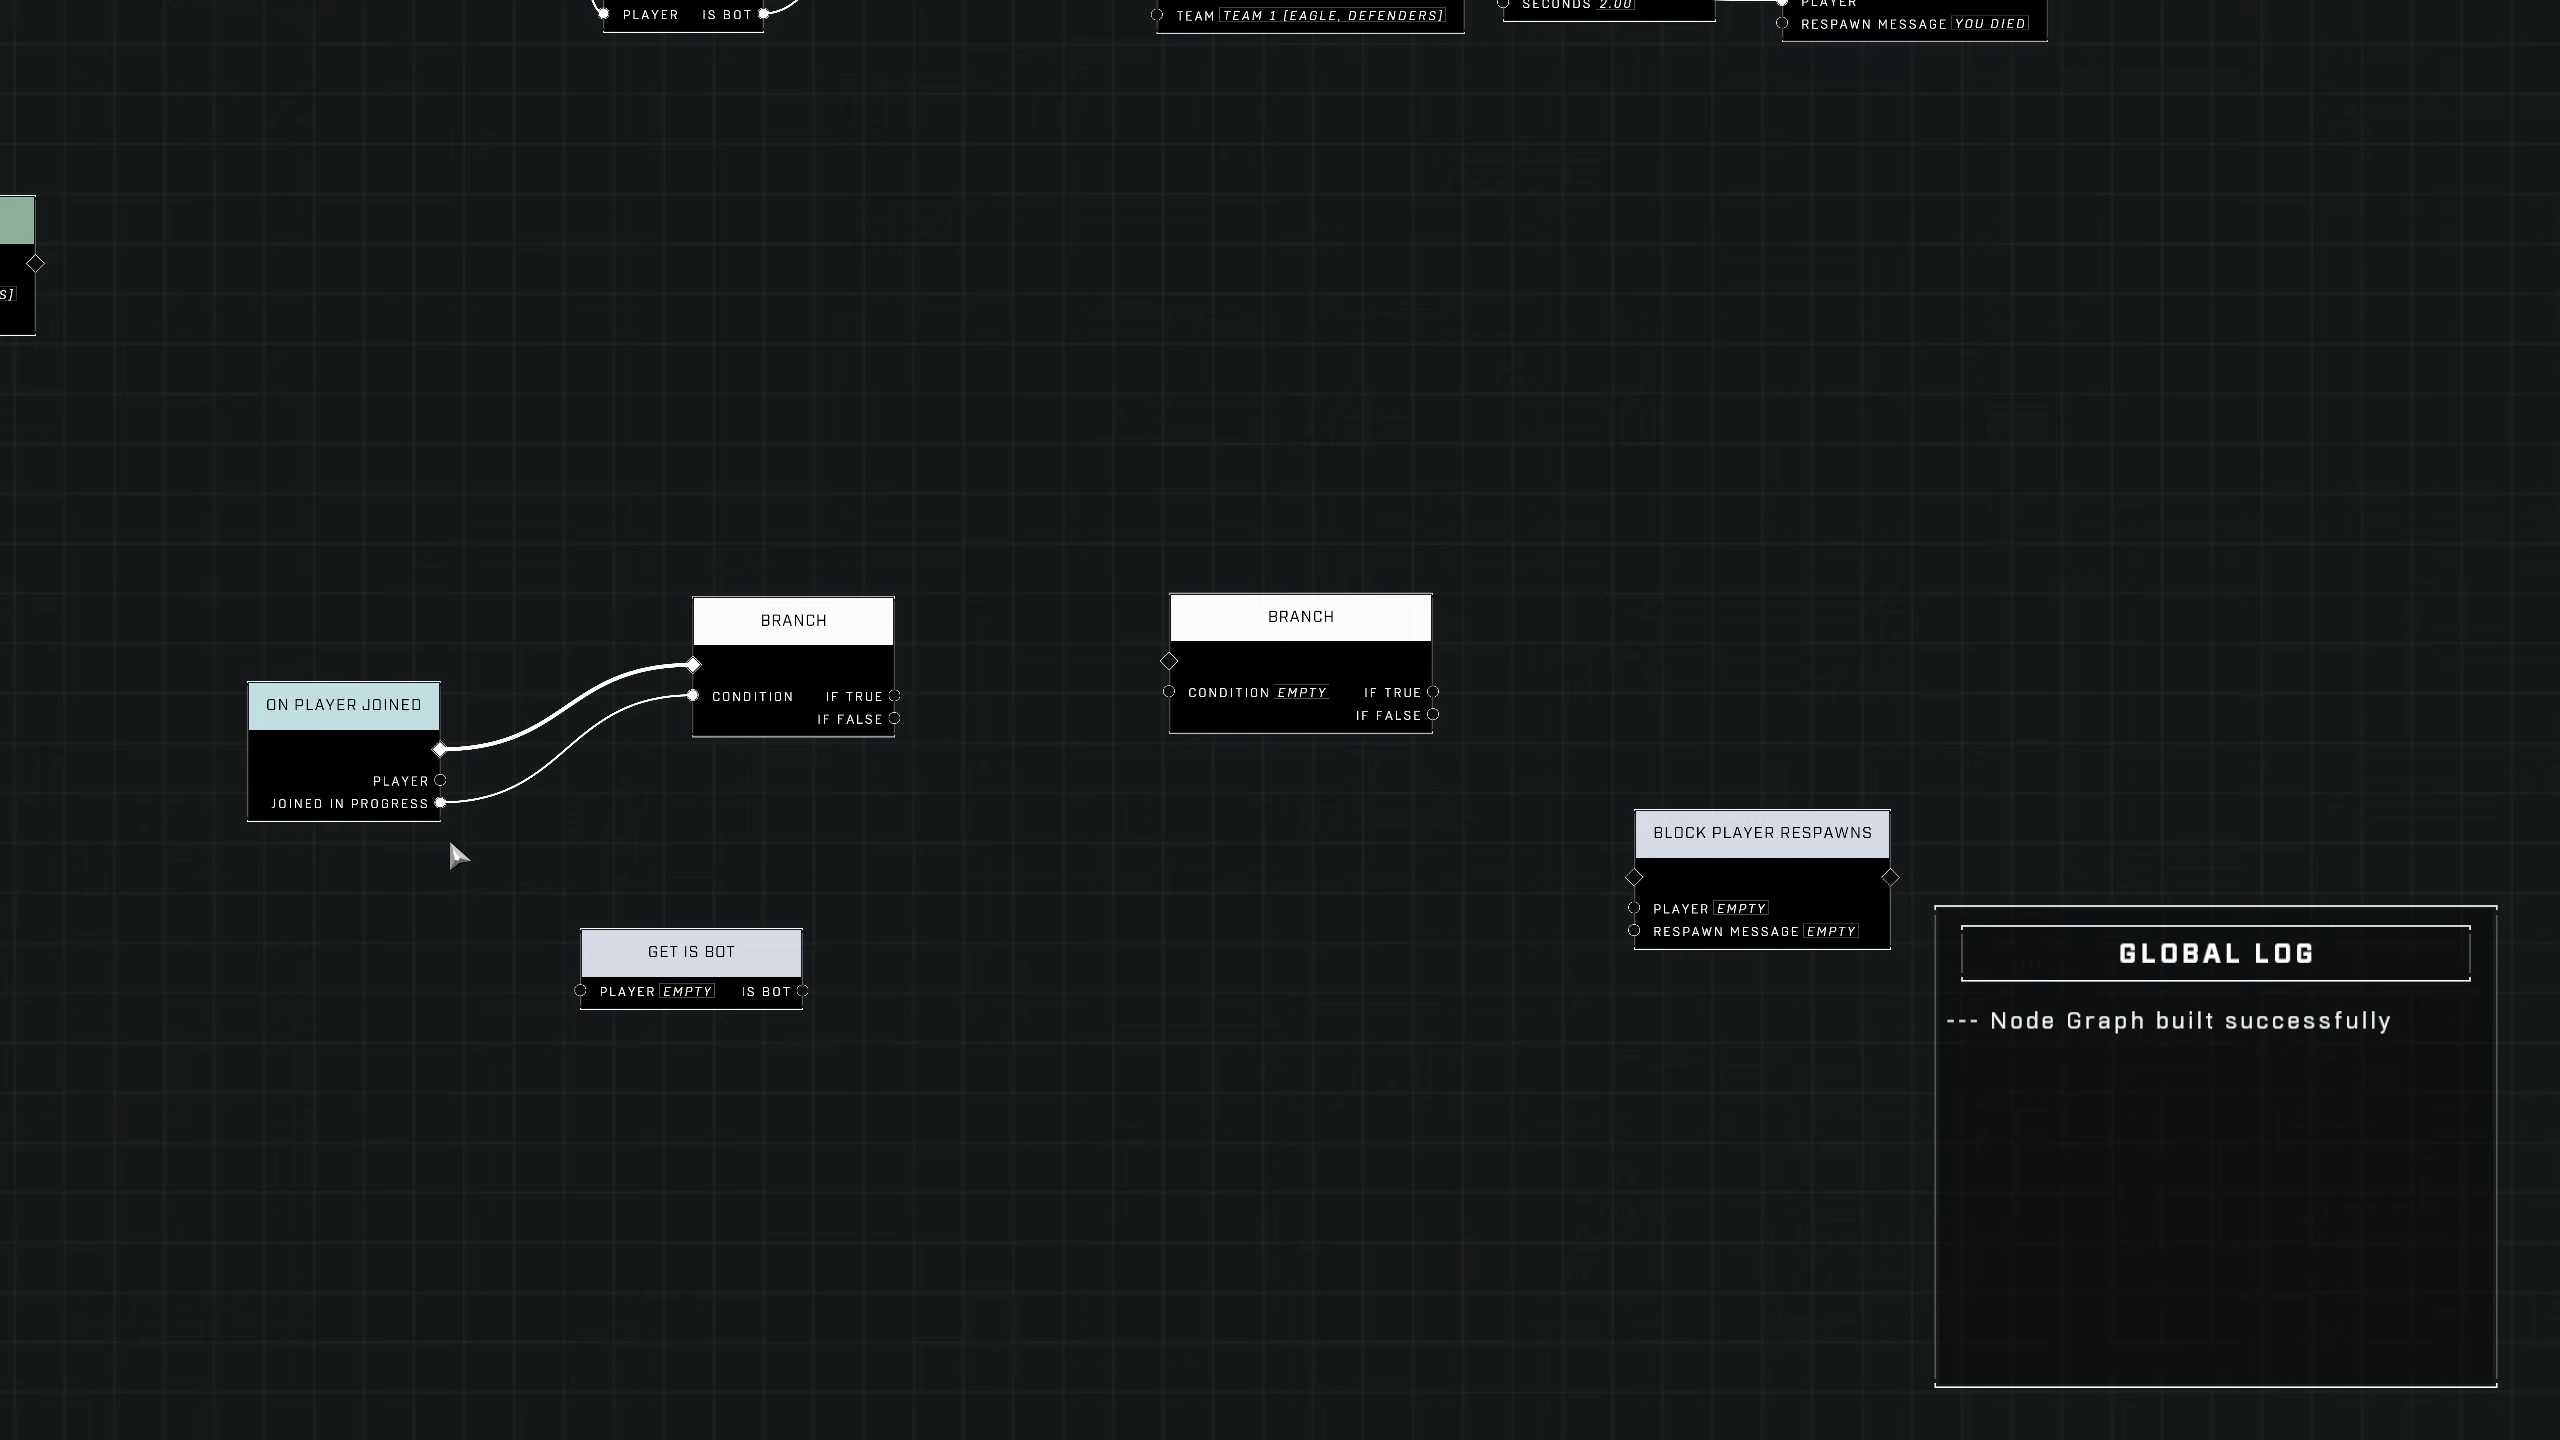 PLAYER IS BOT
TEAM TEAM 1 [EAGLE, DEFENDERS]
SECONDS 2.00
PLAYER
RESPAWN MESSAGE YOU DIED
S]
BRANCH
CONDITION IF TRUE
IF FALSE
BRANCH
CONDITION EMPTY IF TRUE
IF FALSE
ON PLAYER JOINED
PLAYER
JOINED IN PROGRESS
BLOCK PLAYER RESPAWNS
PLAYER EMPTY
RESPAWN MESSAGE EMPTY
GET IS BOT
PLAYER EMPTY IS BOT
GLOBAL LOG
--- Node Graph built successfully